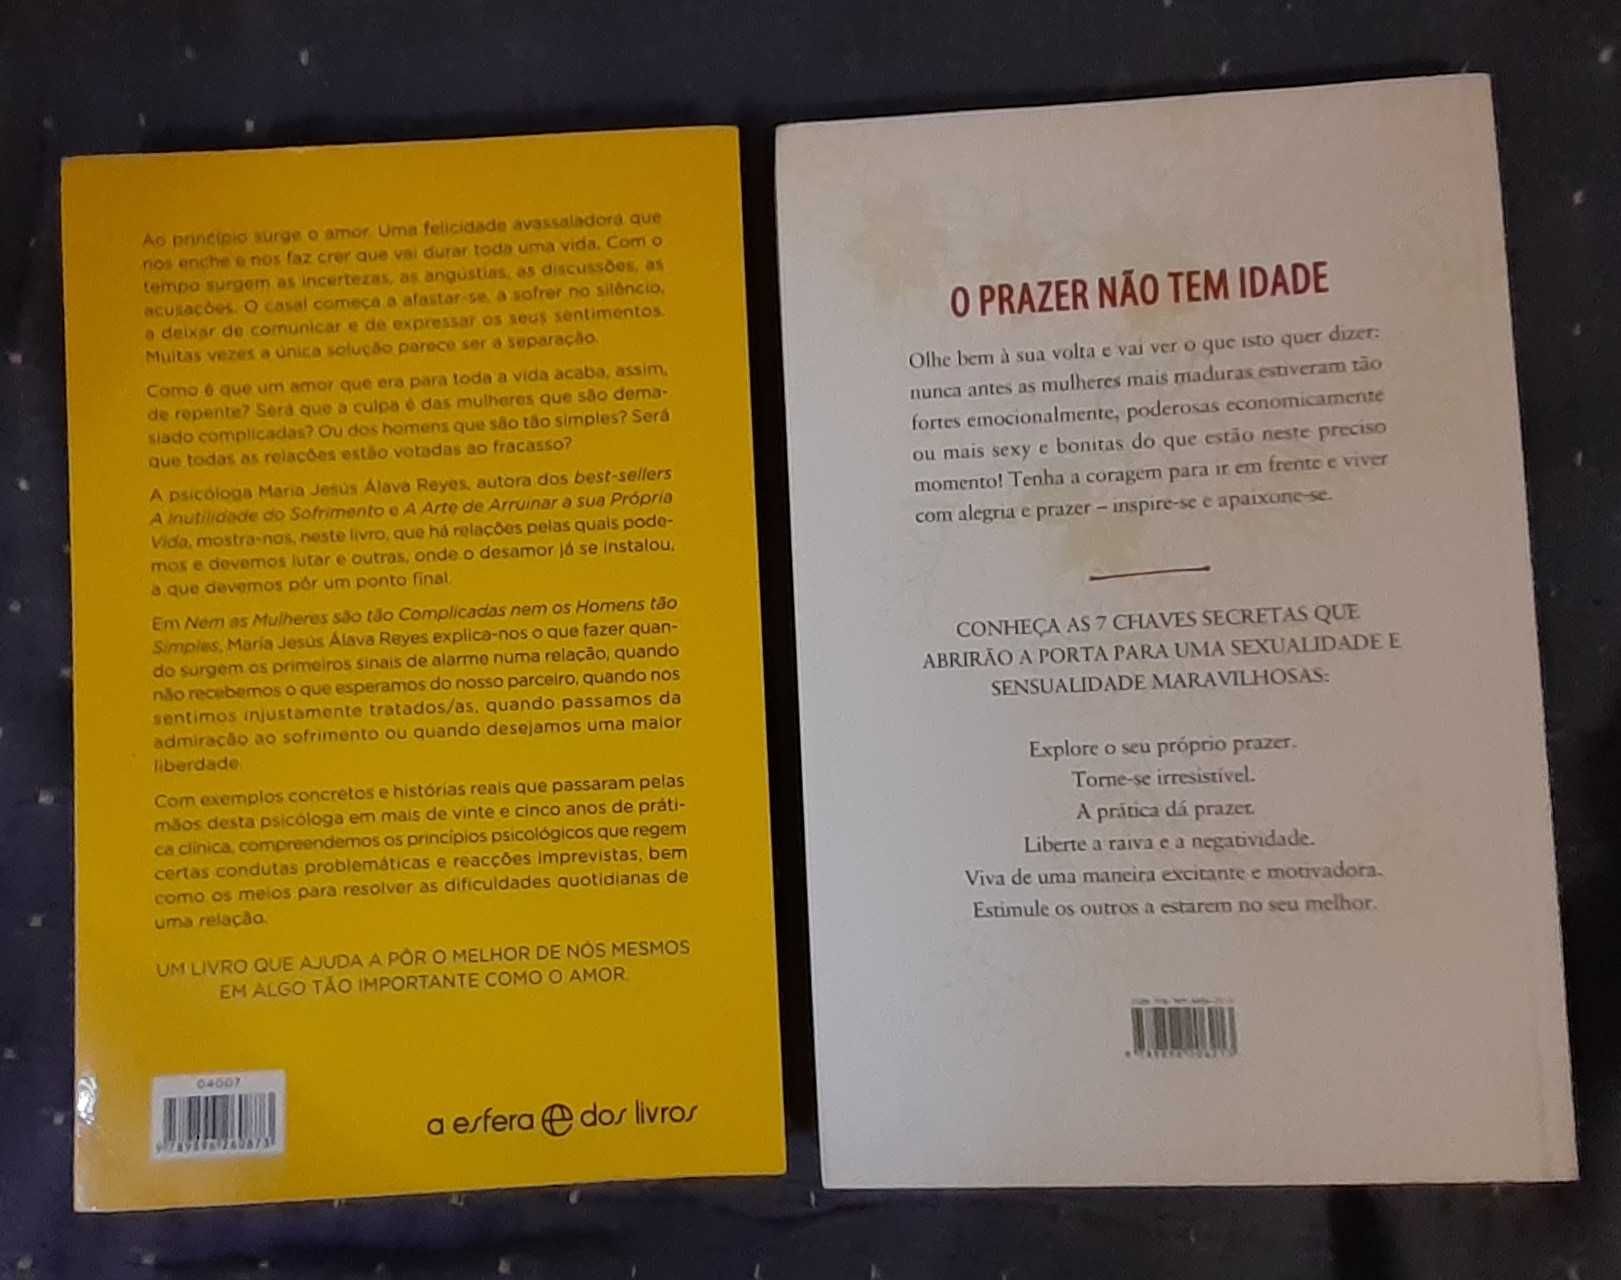 Ao princípio surge o amor. Uma felicidade avassaladora que
nos enche e nos faz crer que vai durar toda uma vida. Com o
tempo surgem as incertezas, as angústias, as discussões, as
acusações. O casal começa a afastar-se, a sofrer no silêncio,
a deixar de comunicar e de expressar os seus sentimentos.
Muitas vezes a única solução parece ser a separação.
Como é que um amor que era para toda a vida acaba, assim,
de repente? Será que a culpa é das mulheres que são dema-
siado complicadas? Ou dos homens que são tão simples? Será
que todas as relações estão votadas ao fracasso?
A psicóloga María Jesús Álava Reyes, autora dos best-sellers
A Inutilidade do Sofrimento e A Arte de Arruinar a sua Própria
Vida, mostra-nos, neste livro, que há relações pelas quais pode-
mos e devemos lutar e outras, onde o desamor já se instalou,
a que devemos pôr um ponto final.
Em Nem as Mulheres são tão Complicadas nem os Homens tão
Simples, María Jesús Álava Reyes explica-nos o que fazer quan-
do surgem os primeiros sinais de alarme numa relação, quando
não recebemos o que esperamos do nosso parceiro, quando nos
sentimos injustamente tratados/as, quando passamos da
admiração ao sofrimento ou quando desejamos uma maior
liberdade.
Com exemplos concretos e histórias reais que passaram pelas
mãos desta psicóloga em mais de vinte e cinco anos de práti-
ca clínica, compreendemos os princípios psicológicos que regem
certas condutas problemáticas e reacções imprevistas, bem
como os meios para resolver as dificuldades quotidianas de
uma relação.
UM LIVRO QUE AJUDA A PÔR O MELHOR DE NÓS MESMOS
EM ALGO TÃO IMPORTANTE COMO O AMOR.
04007
9 789896 260873
a esfera dos livros
O PRAZER NÃO TEM IDADE
Olhe bem à sua volta e vai ver o que isto quer dizer:
nunca antes as mulheres mais maduras estiveram tão
fortes emocionalmente, poderosas economicamente
ou mais sexy e bonitas do que estão neste preciso
momento! Tenha a coragem para ir em frente e viver
com alegria e prazer – inspire-se e apaixone-se.
CONHEÇA AS 7 CHAVES SECRETAS QUE
ABRIRÃO A PORTA PARA UMA SEXUALIDADE E
SENSUALIDADE MARAVILHOSAS:
Explore o seu próprio prazer.
Torne-se irresistível.
A prática dá prazer.
Liberte a raiva e a negatividade.
Viva de uma maneira excitante e motivadora.
Estimule os outros a estarem no seu melhor.